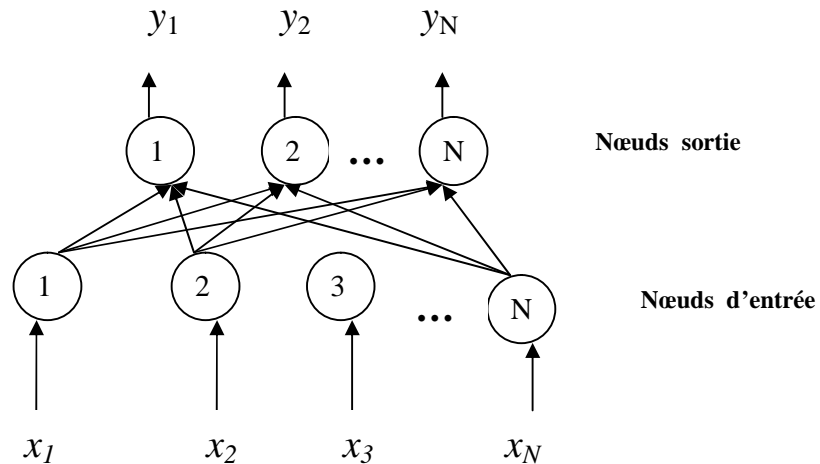 y1 y2 yN
1 2 ... N Nœuds sortie
1 2 3 ... N Nœuds d'entrée
x1 x2 x3 xN